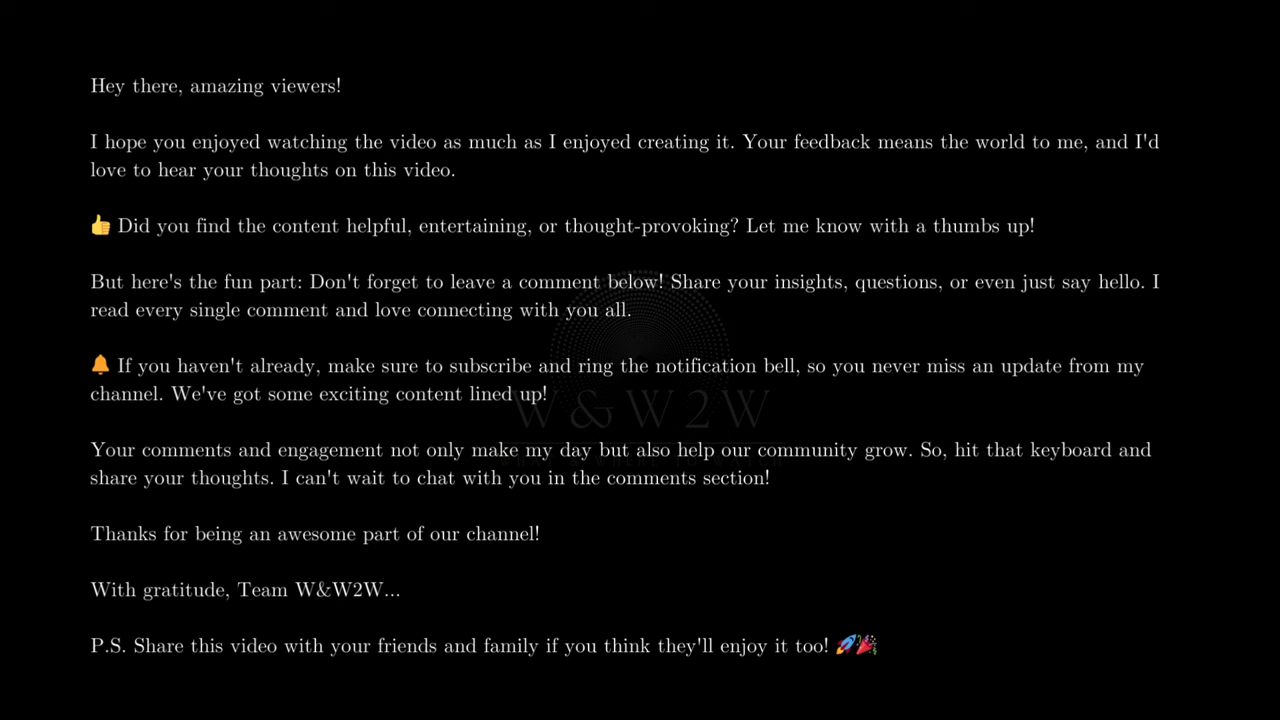 Hey there, amazing viewers!
I hope you enjoyed watching the video as much as I enjoyed creating it. Your feedback means the world to me, and I'd
love to hear your thoughts on this video.
👍 Did you find the content helpful, entertaining, or thought-provoking? Let me know with a thumbs up!
But here's the fun part: Don't forget to leave a comment below! Share your insights, questions, or even just say hello. I
read every single comment and love connecting with you all.
🔔 If you haven't already, make sure to subscribe and ring the notification bell, so you never miss an update from my
channel. We've got some exciting content lined up!
W&W2W
Your comments and engagement not only make my day but also help our community grow. So, hit that keyboard and
share your thoughts. I can't wait to chat with you in the comments section!
Thanks for being an awesome part of our channel!
With gratitude, Team W&W2W...
P.S. Share this video with your friends and family if you think they'll enjoy it too! 🚀🎉